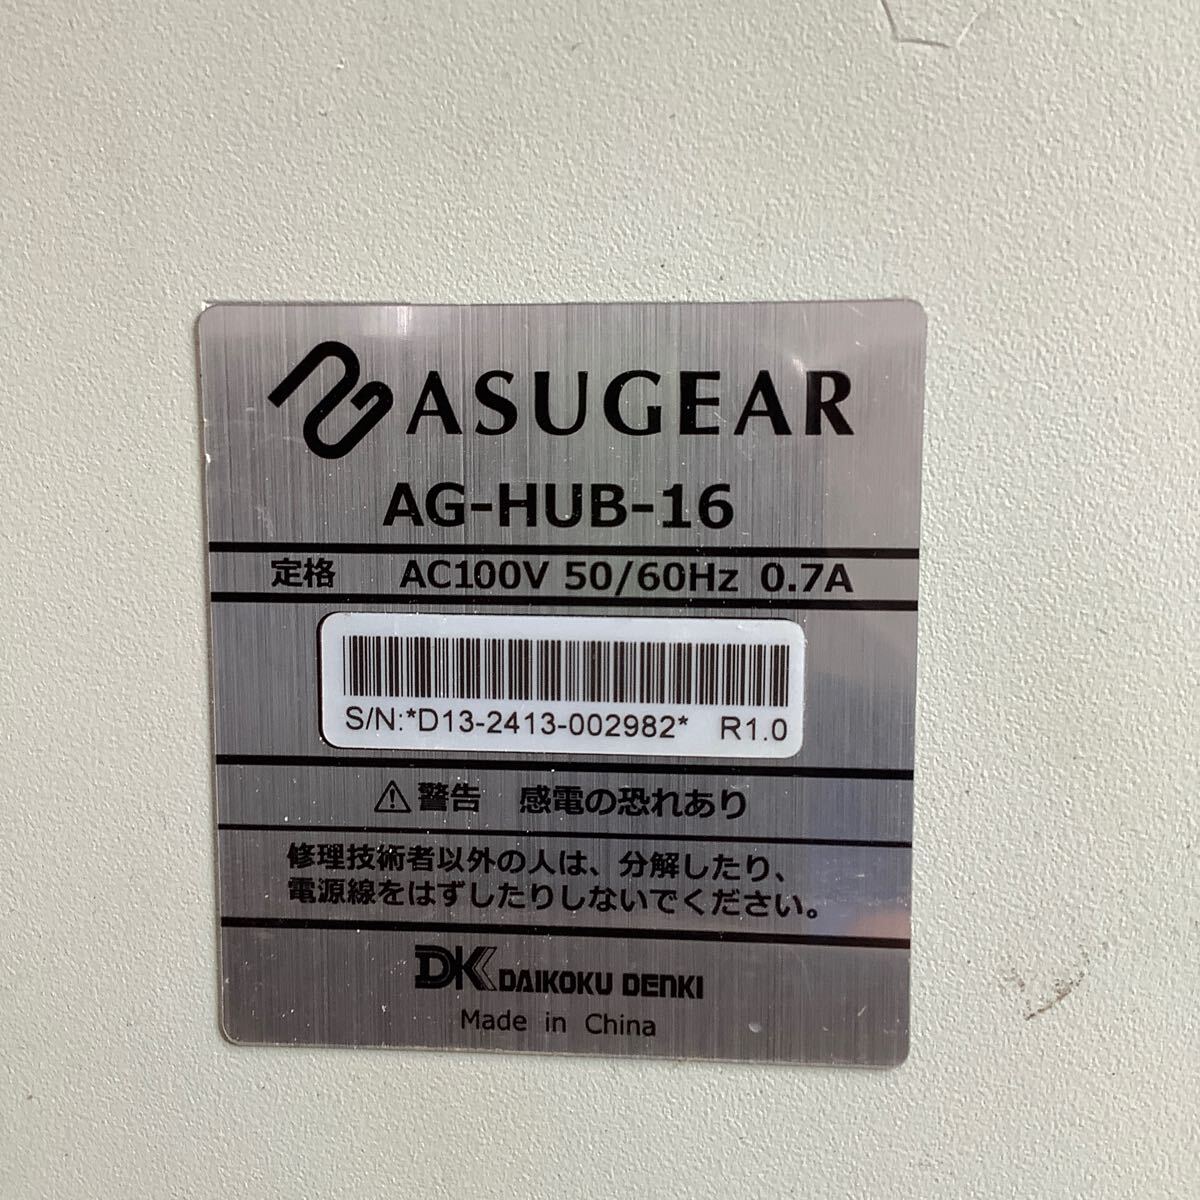 ASUGEAR
AG-HUB-16
定格 AC100V 50/60Hz 0.7A
S/N:*D13-2413-002982* R1.0
⚠警告 感電の恐れあり
修理技術者以外の人は、分解したり、
電源線をはずしたりしないでください。
DK DAIKOKU DENKI
Made in China